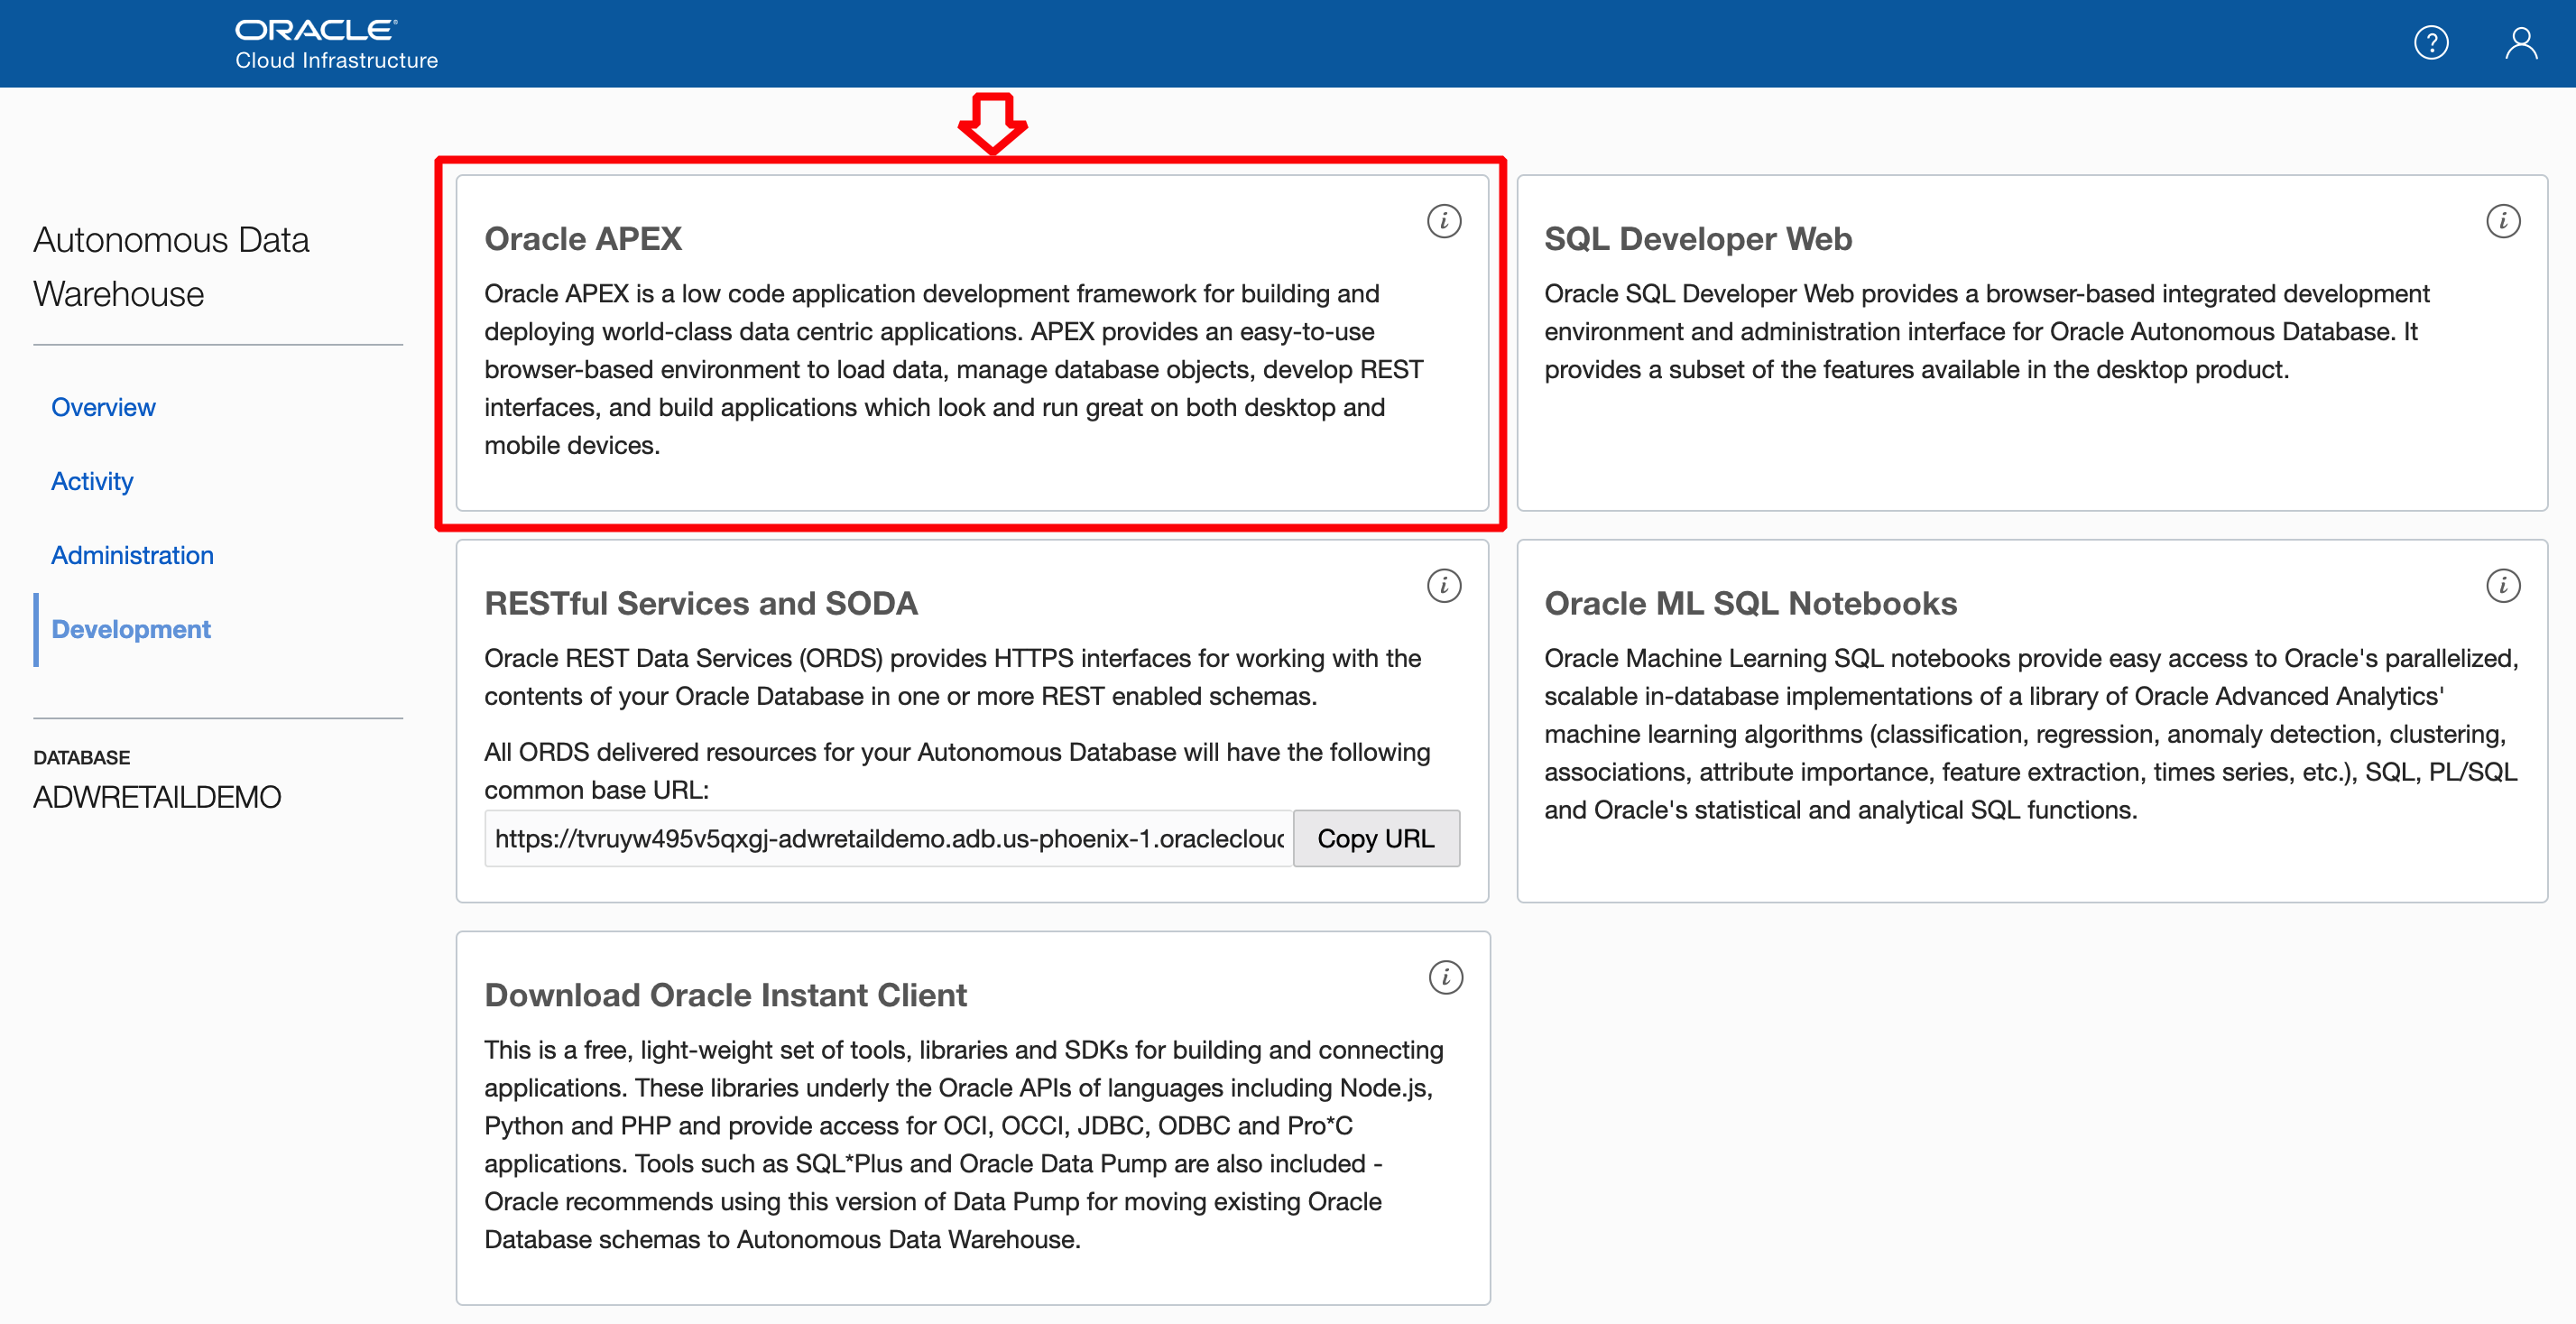 ORACLE®
Cloud Infrastructure
?
Autonomous Data
Warehouse
Overview
Activity
Administration
Development
DATABASE
ADWRETAILDEMO
Oracle APEX
i
Oracle APEX is a low code application development framework for building and
deploying world-class data centric applications. APEX provides an easy-to-use
browser-based environment to load data, manage database objects, develop REST
interfaces, and build applications which look and run great on both desktop and
mobile devices.
SQL Developer Web
i
Oracle SQL Developer Web provides a browser-based integrated development
environment and administration interface for Oracle Autonomous Database. It
provides a subset of the features available in the desktop product.
RESTful Services and SODA
i
Oracle REST Data Services (ORDS) provides HTTPS interfaces for working with the
contents of your Oracle Database in one or more REST enabled schemas.
All ORDS delivered resources for your Autonomous Database will have the following
common base URL:
https://tvruyw495v5qxgj-adwretaildemo.adb.us-phoenix-1.oraclecloud
Copy URL
Oracle ML SQL Notebooks
i
Oracle Machine Learning SQL notebooks provide easy access to Oracle's parallelized,
scalable in-database implementations of a library of Oracle Advanced Analytics'
machine learning algorithms (classification, regression, anomaly detection, clustering,
associations, attribute importance, feature extraction, times series, etc.), SQL, PL/SQL
and Oracle's statistical and analytical SQL functions.
Download Oracle Instant Client
i
This is a free, light-weight set of tools, libraries and SDKs for building and connecting
applications. These libraries underly the Oracle APIs of languages including Node.js,
Python and PHP and provide access for OCI, OCCI, JDBC, ODBC and Pro*C
applications. Tools such as SQL*Plus and Oracle Data Pump are also included -
Oracle recommends using this version of Data Pump for moving existing Oracle
Database schemas to Autonomous Data Warehouse.